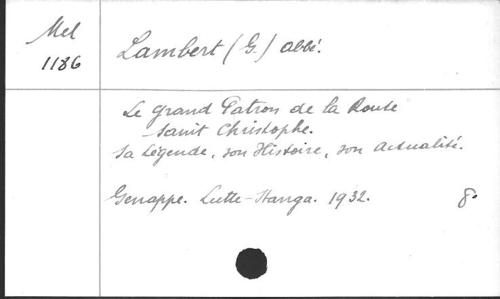 Mel
1186
Lambert (G.) abbé.
Le grand Patron de la Route
Saint Christophe.
Sa Légende, son Histoire, son Actualité.
Genappe. Lutte-Hanga. 1932. 8.